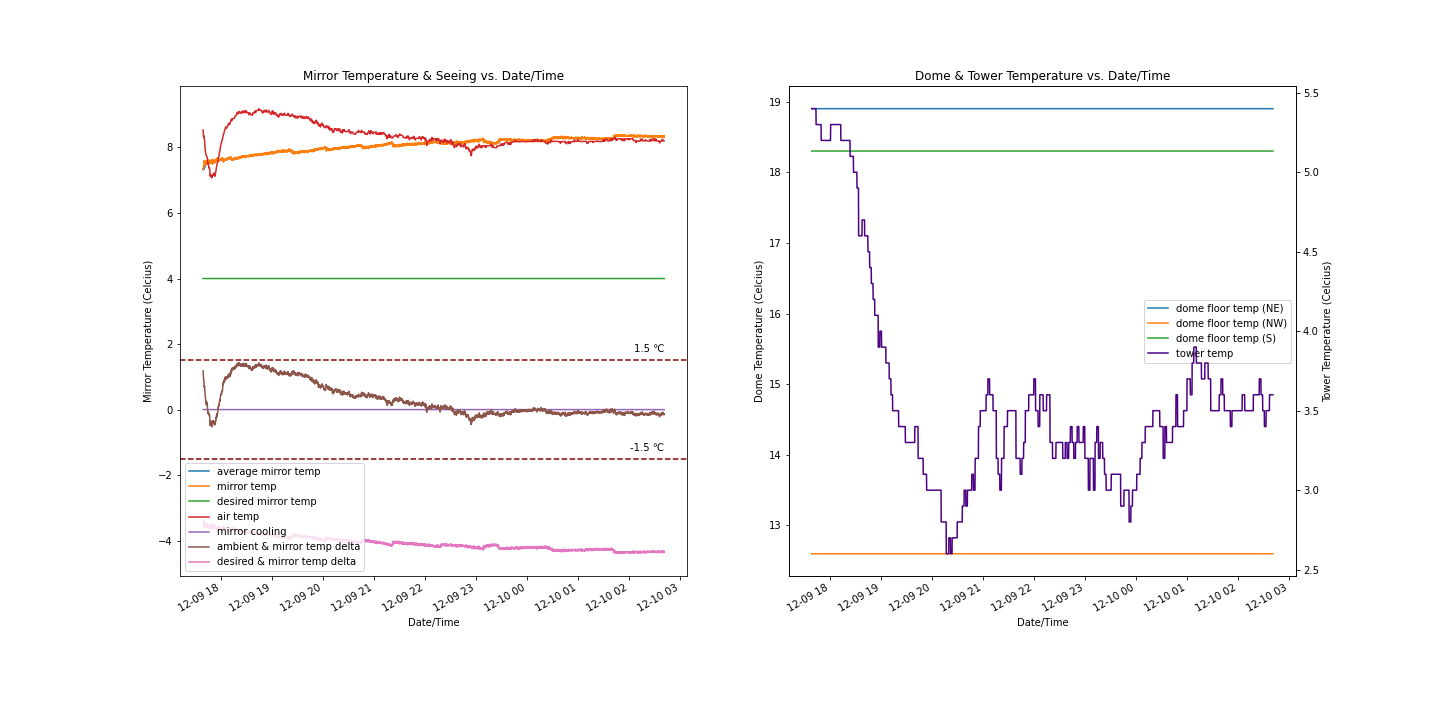 Mirror Temperature & Seeing vs. Date/Time
Mirror Temperature (Celcius)
8
6
4
2
0
−2
−4
1.5 °C
-1.5 °C
average mirror temp
mirror temp
desired mirror temp
air temp
mirror cooling
ambient & mirror temp delta
desired & mirror temp delta
12-09 18
12-09 19
12-09 20
12-09 21
12-09 22
12-09 23
12-10 00
12-10 01
12-10 02
12-10 03
Date/Time
Dome & Tower Temperature vs. Date/Time
Dome Temperature (Celcius)
19
18
17
16
15
14
13
dome floor temp (NE)
dome floor temp (NW)
dome floor temp (S)
tower temp
5.5
5.0
4.5
4.0
3.5
3.0
2.5
Tower Temperature (Celcius)
12-09 18
12-09 19
12-09 20
12-09 21
12-09 22
12-09 23
12-10 00
12-10 01
12-10 02
12-10 03
Date/Time